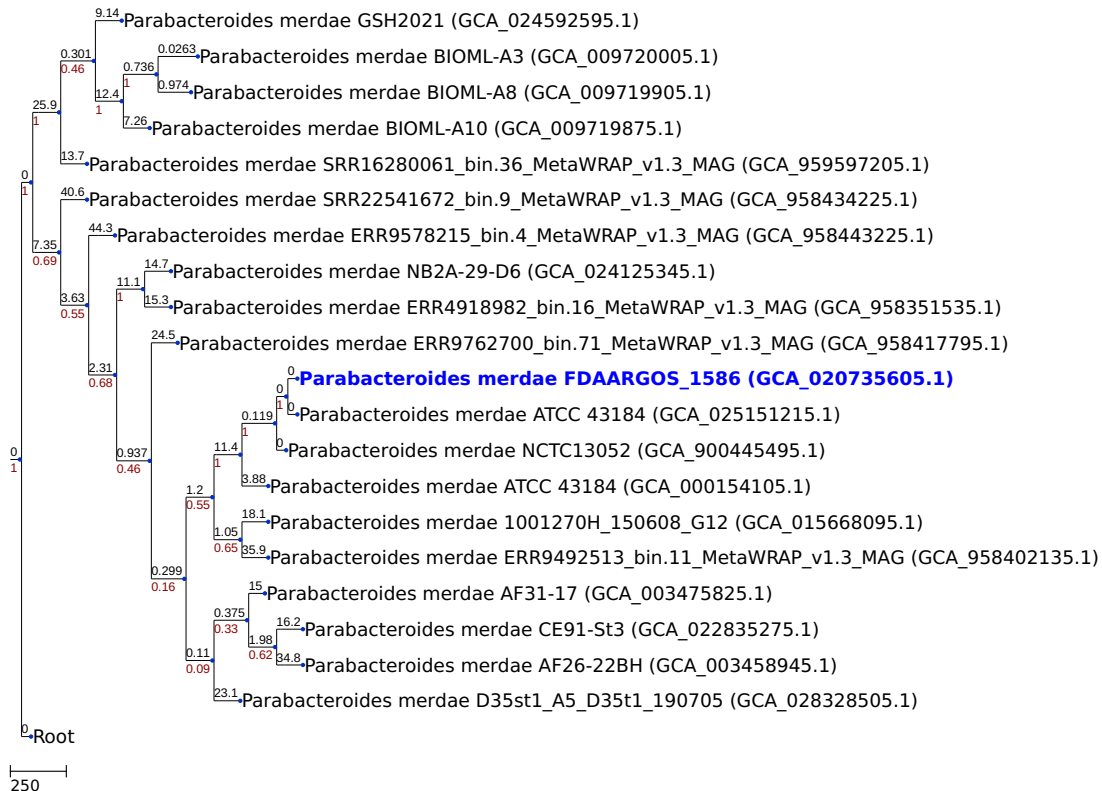 9.14 Parabacteroides merdae GSH2021 (GCA_024592595.1)
0.301
0.46
0.0263 Parabacteroides merdae BIOML-A3 (GCA_009720005.1)
0.736
1
0.974 Parabacteroides merdae BIOML-A8 (GCA_009719905.1)
12.4
1
7.26 Parabacteroides merdae BIOML-A10 (GCA_009719875.1)
25.9
1
13.7 Parabacteroides merdae SRR16280061_bin.36_MetaWRAP_v1.3_MAG (GCA_959597205.1)
0
1
40.6 Parabacteroides merdae SRR22541672_bin.9_MetaWRAP_v1.3_MAG (GCA_958434225.1)
7.35
0.69
44.3 Parabacteroides merdae ERR9578215_bin.4_MetaWRAP_v1.3_MAG (GCA_958443225.1)
3.63
0.55
14.7 Parabacteroides merdae NB2A-29-D6 (GCA_024125345.1)
11.1
1
15.3 Parabacteroides merdae ERR4918982_bin.16_MetaWRAP_v1.3_MAG (GCA_958351535.1)
2.31
0.68
24.5 Parabacteroides merdae ERR9762700_bin.71_MetaWRAP_v1.3_MAG (GCA_958417795.1)
0 Parabacteroides merdae FDAARGOS_1586 (GCA_020735605.1)
0
1
0 Parabacteroides merdae ATCC 43184 (GCA_025151215.1)
0.119
1
0 Parabacteroides merdae NCTC13052 (GCA_900445495.1)
11.4
1
3.88 Parabacteroides merdae ATCC 43184 (GCA_000154105.1)
0.937
0.46
0
1
1.2
0.55
18.1 Parabacteroides merdae 1001270H_150608_G12 (GCA_015668095.1)
1.05
0.65
35.9 Parabacteroides merdae ERR9492513_bin.11_MetaWRAP_v1.3_MAG (GCA_958402135.1)
0.299
0.16
15 Parabacteroides merdae AF31-17 (GCA_003475825.1)
0.375
0.33
16.2 Parabacteroides merdae CE91-St3 (GCA_022835275.1)
1.98
0.62
34.8 Parabacteroides merdae AF26-22BH (GCA_003458945.1)
0.11
0.09
23.1 Parabacteroides merdae D35st1_A5_D35t1_190705 (GCA_028328505.1)
0 Root
250